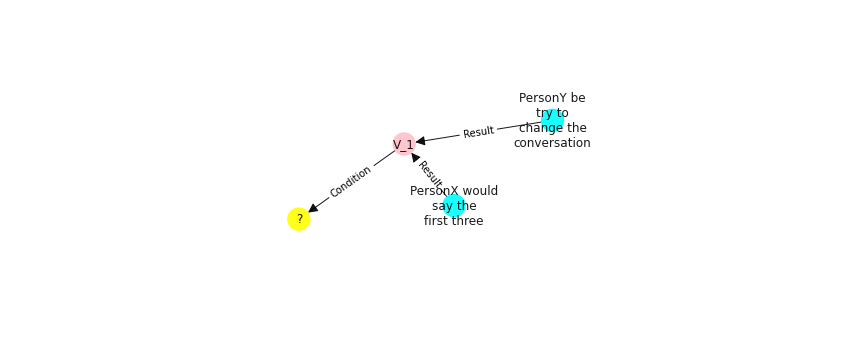 PersonY be
try to
change the
conversation
Result
V_1
Result
Condition
PersonX would
say the
first three
?